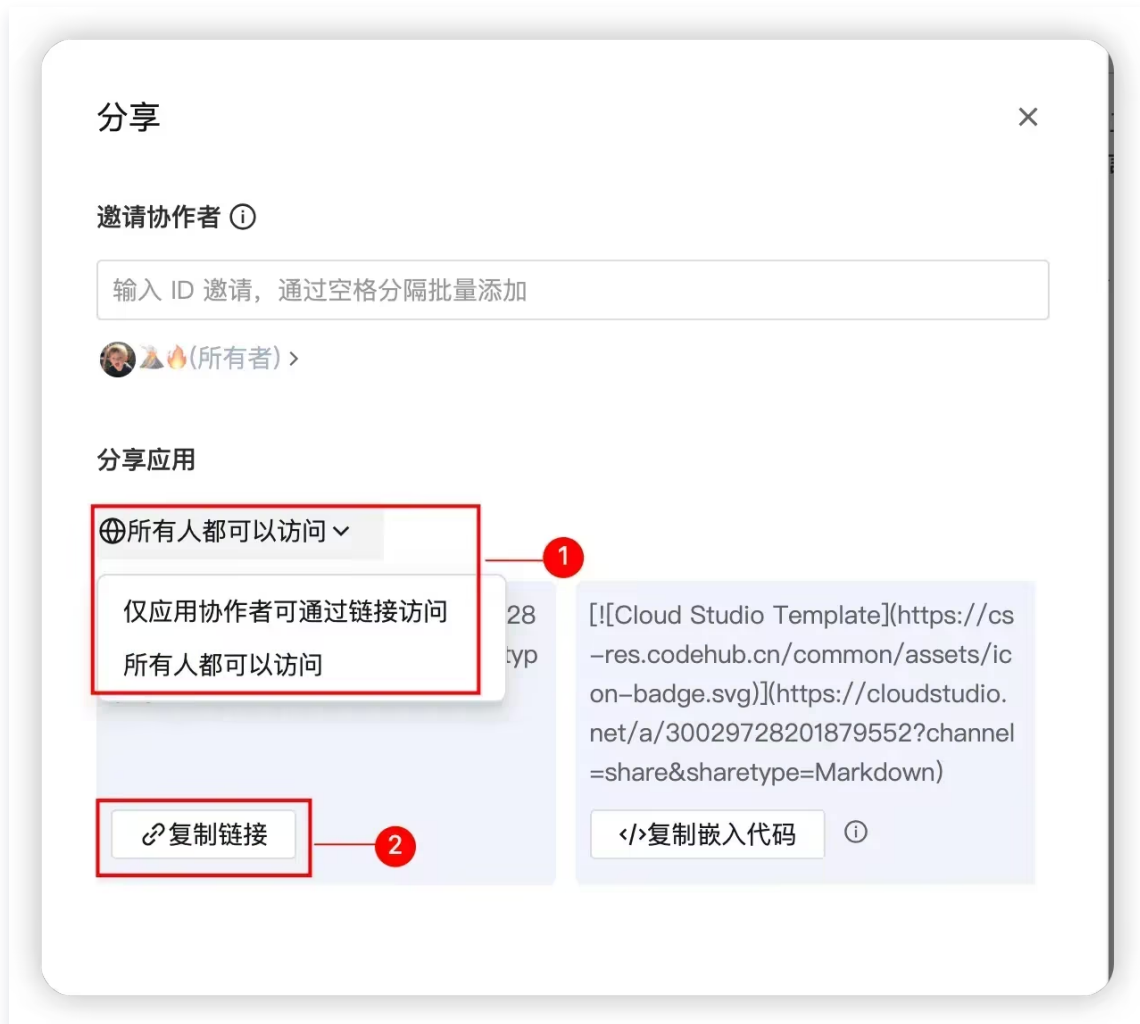 分享
邀请协作者
输入 ID 邀请，通过空格分隔批量添加
(所有者)
分享应用
所有人都可以访问
1
仅应用协作者可通过链接访问
所有人都可以访问
28
typ
[![Cloud Studio Template](https://cs
-res.codehub.cn/common/assets/ic
on-badge.svg)](https://cloudstudio.
net/a/30029728201879552?channel
=share&sharetype=Markdown)
复制链接
2
</>复制嵌入代码